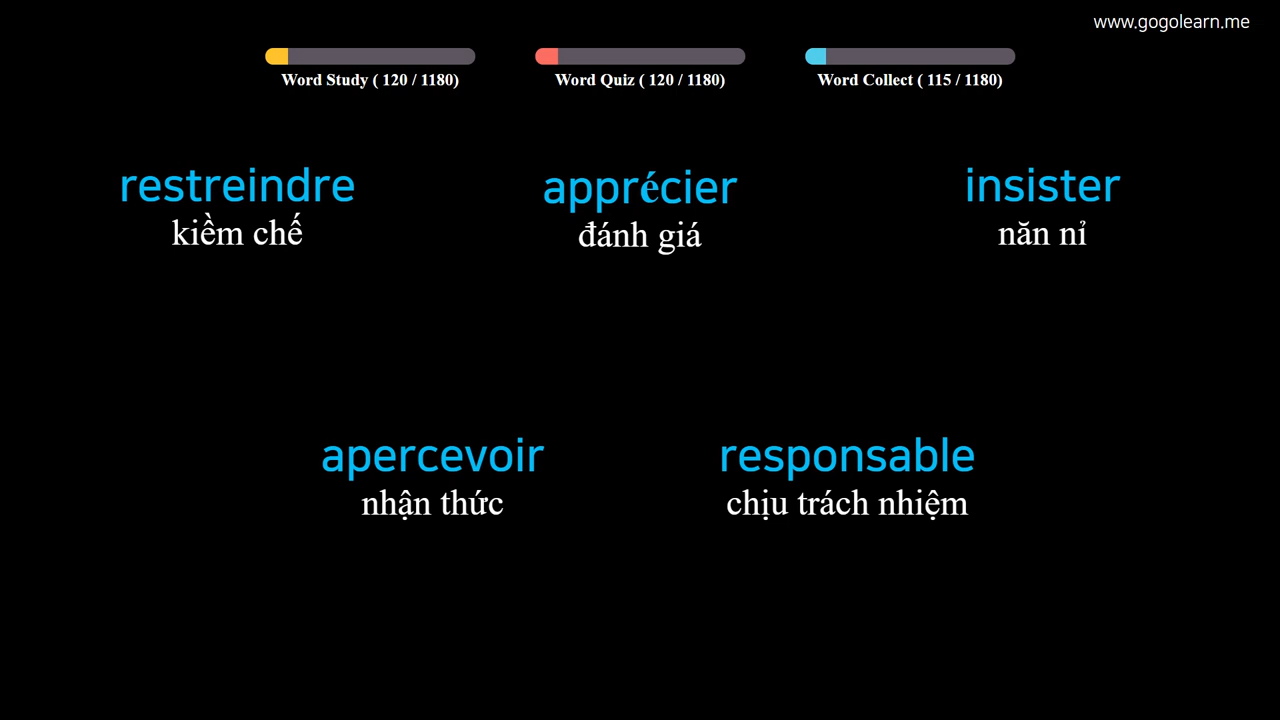 www.gogolearn.me
Word Study ( 120 / 1180)
Word Quiz ( 120 / 1180)
Word Collect ( 115 / 1180)
restreindre
kiềm chế
apprécier
đánh giá
insister
năn nỉ
apercevoir
nhận thức
responsable
chịu trách nhiệm